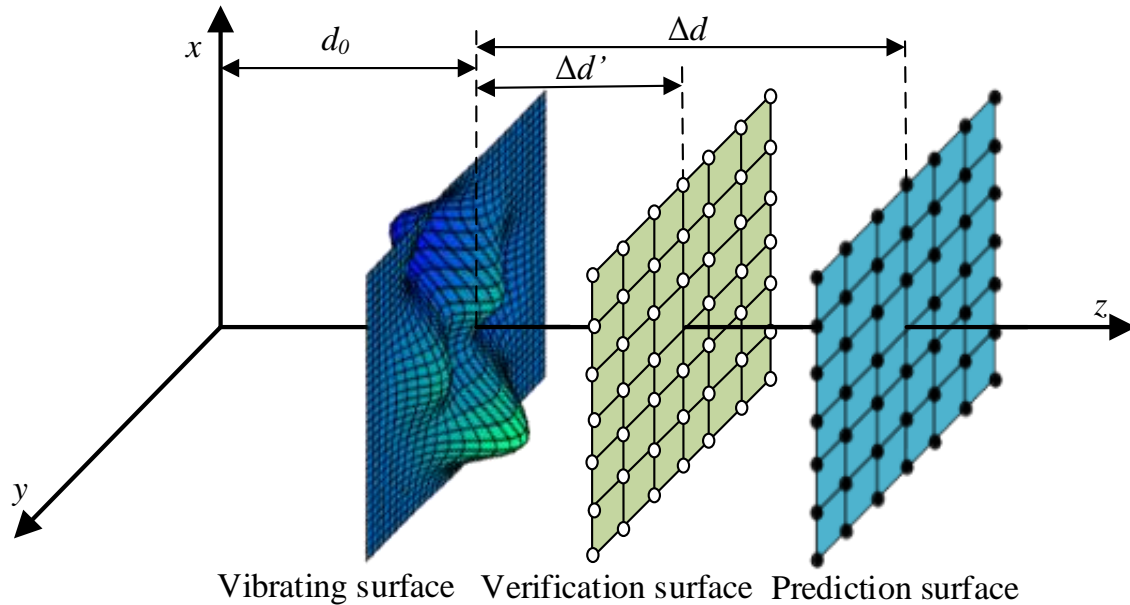 x
d₀
Δd
Δd’
z
y
Vibrating surface
Verification surface
Prediction surface